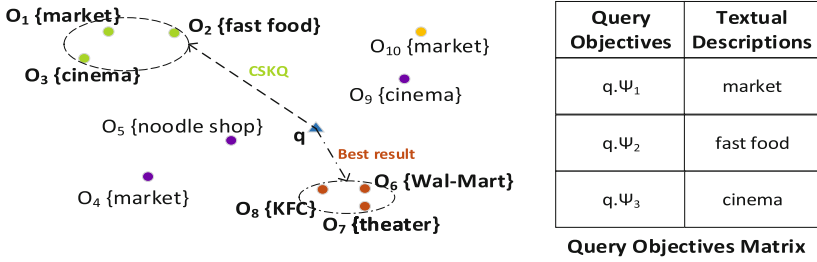 O1 {market}
O2 {fast food}
O3 {cinema}
CSKQ
O10 {market}
O9 {cinema}
O5 {noodle shop}
q
Best result
O4 {market}
O6 {Wal-Mart}
O8 {KFC}
O7 {theater}
Query Objectives Textual Descriptions
q.Ψ1 market
q.Ψ2 fast food
q.Ψ3 cinema
Query Objectives Matrix